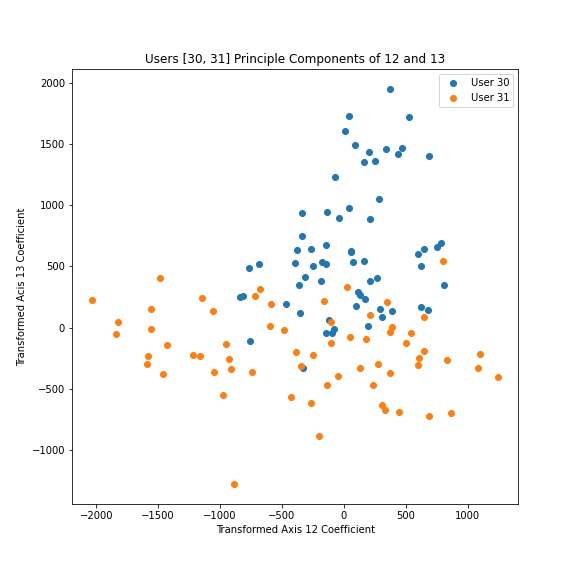 Users [30, 31] Principle Components of 12 and 13
User 30
User 31
Transformed Acis 13 Coefficient
2000
1500
1000
500
0
−500
−1000
−2000 −1500 −1000 −500 0 500 1000
Transformed Axis 12 Coefficient